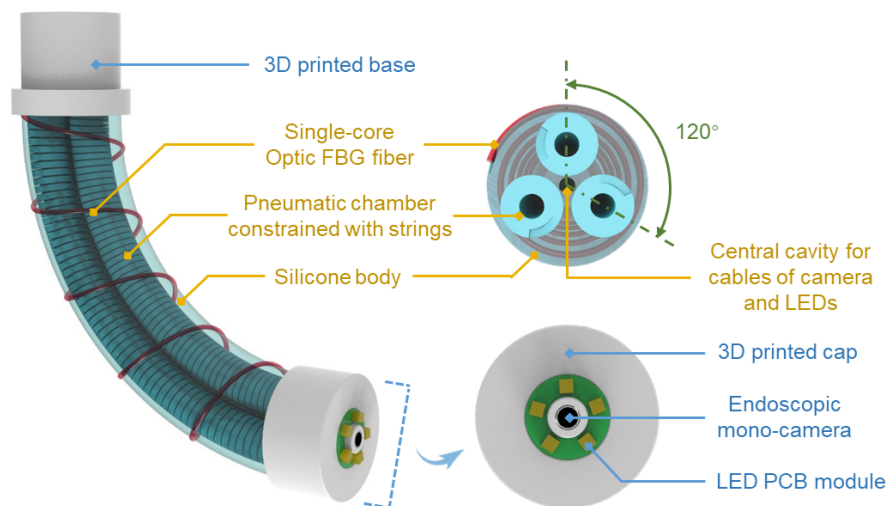 3D printed base
Single-core
Optic FBG fiber
Pneumatic chamber
constrained with strings
Silicone body
120°
Central cavity for
cables of camera
and LEDs
3D printed cap
Endoscopic
mono-camera
LED PCB module